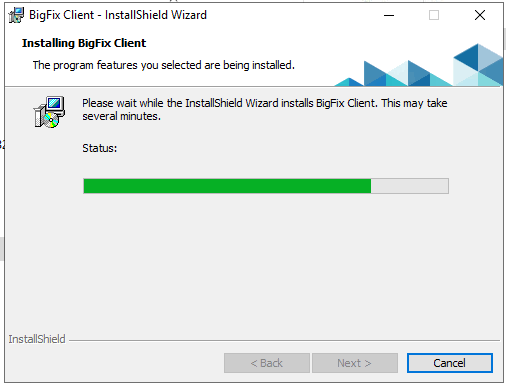 BigFix Client - InstallShield Wizard
Installing BigFix Client
The program features you selected are being installed.
Please wait while the InstallShield Wizard installs BigFix Client. This may take
several minutes.
Status:
InstallShield
< Back
Next >
Cancel